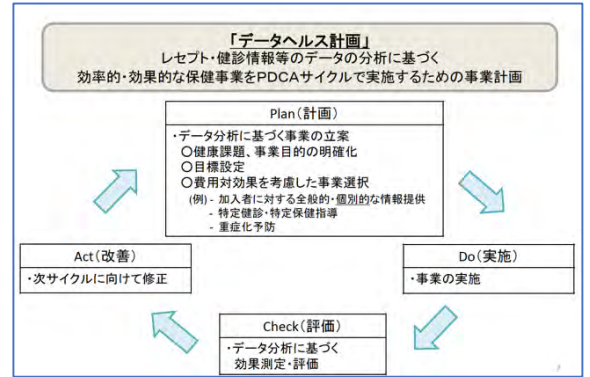 「データヘルス計画」
レセプト・健診情報等のデータの分析に基づく
効率的・効果的な保健事業をPDCAサイクルで実施するための事業計画
Plan(計画)
・データ分析に基づく事業の立案
〇健康課題、事業目的の明確化
〇目標設定
〇費用対効果を考慮した事業選択
(例) - 加入者に対する全般的・個別的な情報提供
- 特定健診・特定保健指導
- 重症化予防
Act(改善)
・次サイクルに向けて修正
Do(実施)
・事業の実施
Check(評価)
・データ分析に基づく
効果測定・評価